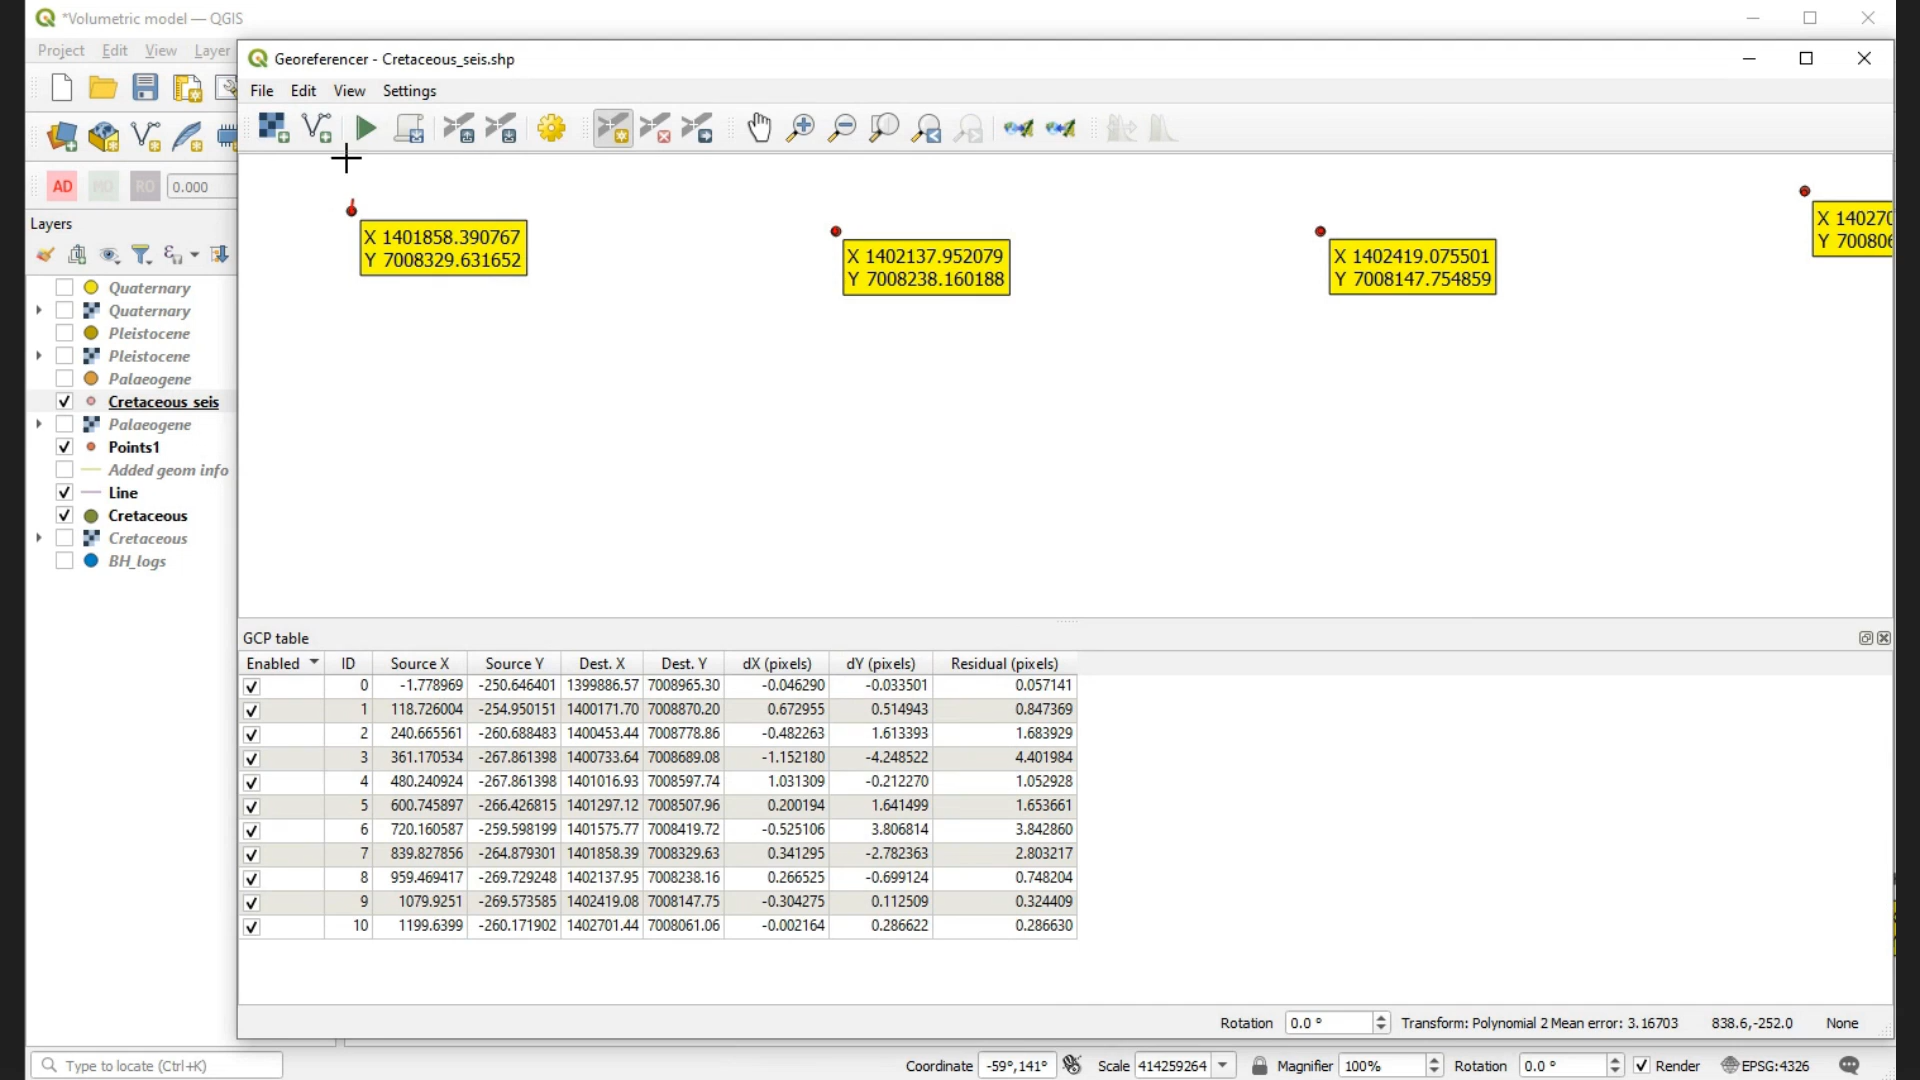 *Volumetric model — QGIS
Project Edit View Layer
Georeferencer - Cretaceous_seis.shp
File Edit View Settings
AD MO RO 0.000
Layers
Quaternary
Quaternary
Pleistocene
Pleistocene
Palaeogene
Cretaceous seis
Palaeogene
Points1
Added geom info
Line
Cretaceous
Cretaceous
BH_logs
X 1401858.390767
Y 7008329.631652
X 1402137.952079
Y 7008238.160188
X 1402419.075501
Y 7008147.754859
X 140270
Y 700806
GCP table
Enabled ID Source X Source Y Dest. X Dest. Y dX (pixels) dY (pixels) Residual (pixels)
0 -1.778969 -250.646401 1399886.57 7008965.30 -0.046290 -0.033501 0.057141
1 118.726004 -254.950151 1400171.70 7008870.20 0.672955 0.514943 0.847369
2 240.665561 -260.688483 1400453.44 7008778.86 -0.482263 1.613393 1.683929
3 361.170534 -267.861398 1400733.64 7008689.08 -1.152180 -4.248522 4.401984
4 480.240924 -267.861398 1401016.93 7008597.74 1.031309 -0.212270 1.052928
5 600.745897 -266.426815 1401297.12 7008507.96 0.200194 1.641499 1.653661
6 720.160587 -259.598199 1401575.77 7008419.72 -0.525106 3.806814 3.842860
7 839.827856 -264.879301 1401858.39 7008329.63 0.341295 -2.782363 2.803217
8 959.469417 -269.729248 1402137.95 7008238.16 0.266525 -0.699124 0.748204
9 1079.9251 -269.573585 1402419.08 7008147.75 -0.304275 0.112509 0.324409
10 1199.6399 -260.171902 1402701.44 7008061.06 -0.002164 0.286622 0.286630
Rotation 0.0 ° Transform: Polynomial 2 Mean error: 3.16703 838.6,-252.0 None
Type to locate (Ctrl+K) Coordinate -59°,141° Scale 414259264 Magnifier 100% Rotation 0.0 ° Render EPSG:4326